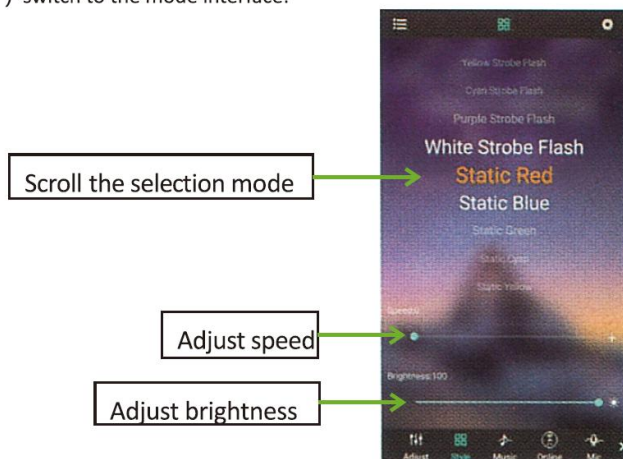 ) switch to the mode interface.
Yellow Strobe Flash
Cyan Strobe Flash
Purple Strobe Flash
White Strobe Flash
Scroll the selection mode
Static Red
Static Blue
Static Green
Static Cyan
Static Yellow
Speed:0
Adjust speed
Brightness:100
Adjust brightness
Adjust Style Music Online Mic